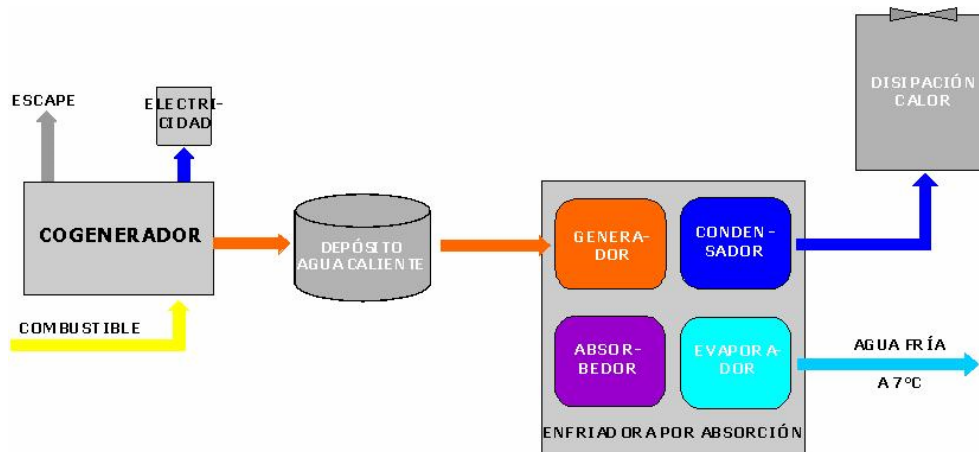 ESCAPE
ELECTRI-
CIDAD
DISIPACIÓN
CALOR
COGENERADOR
DEPÓSITO
AGUA CALIENTE
GENERA-
DOR
CONDEN-
SADOR
COMBUSTIBLE
ABSOR-
BEDOR
EVAPORA-
DOR
AGUA FRÍA
A 7ºC
ENFRIADORA POR ABSORCIÓN